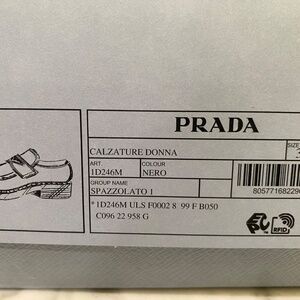 PRADA
CALZATURE DONNA
SIZE
ART. COLOUR
1D246M NERO
GROUP NAME
SPAZZOLATO 1
* 1D246M ULS F0002 8 99 F B050
C096 22 958 G
RFID